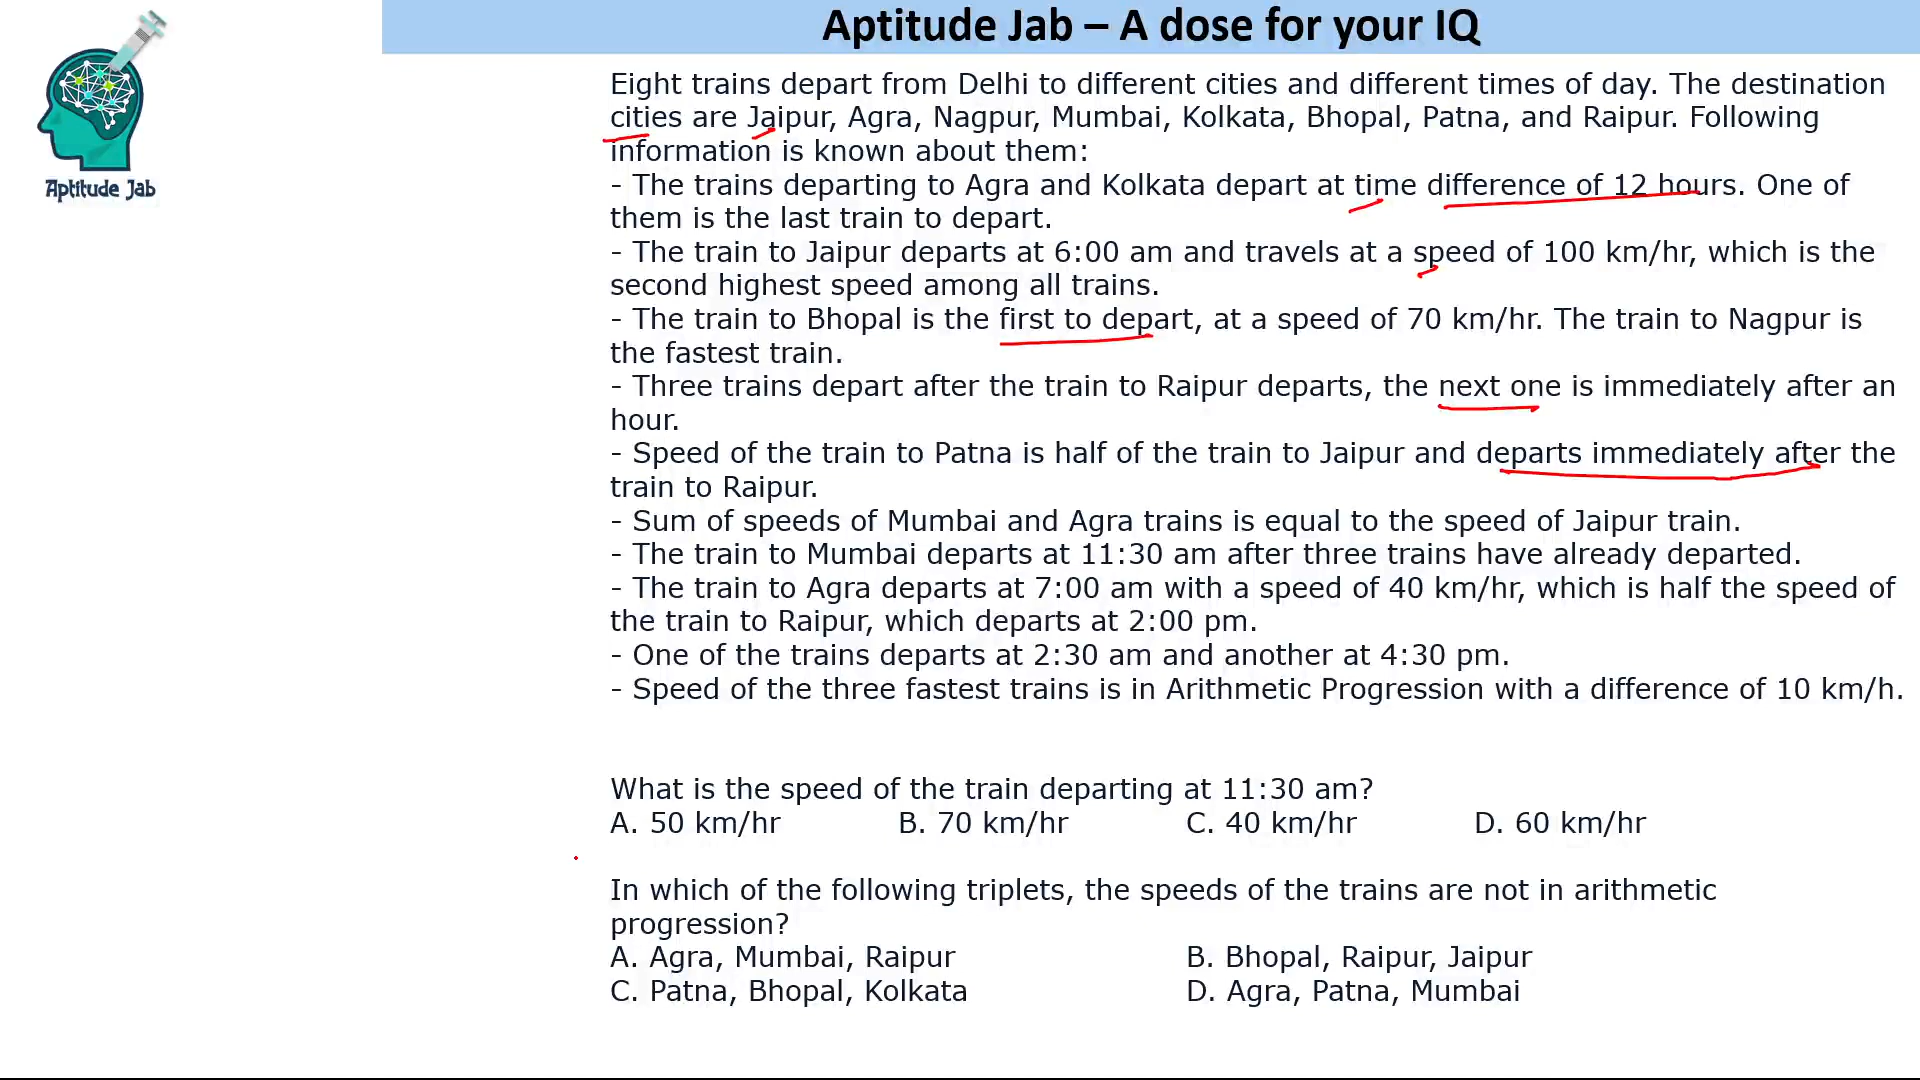 Aptitude Jab – A dose for your IQ
Aptitude Jab
Eight trains depart from Delhi to different cities and different times of day. The destination
cities are Jaipur, Agra, Nagpur, Mumbai, Kolkata, Bhopal, Patna, and Raipur. Following
information is known about them:
- The trains departing to Agra and Kolkata depart at time difference of 12 hours. One of
them is the last train to depart.
- The train to Jaipur departs at 6:00 am and travels at a speed of 100 km/hr, which is the
second highest speed among all trains.
- The train to Bhopal is the first to depart, at a speed of 70 km/hr. The train to Nagpur is
the fastest train.
- Three trains depart after the train to Raipur departs, the next one is immediately after an
hour.
- Speed of the train to Patna is half of the train to Jaipur and departs immediately after the
train to Raipur.
- Sum of speeds of Mumbai and Agra trains is equal to the speed of Jaipur train.
- The train to Mumbai departs at 11:30 am after three trains have already departed.
- The train to Agra departs at 7:00 am with a speed of 40 km/hr, which is half the speed of
the train to Raipur, which departs at 2:00 pm.
- One of the trains departs at 2:30 am and another at 4:30 pm.
- Speed of the three fastest trains is in Arithmetic Progression with a difference of 10 km/h.
What is the speed of the train departing at 11:30 am?
A. 50 km/hr B. 70 km/hr C. 40 km/hr D. 60 km/hr
In which of the following triplets, the speeds of the trains are not in arithmetic
progression?
A. Agra, Mumbai, Raipur B. Bhopal, Raipur, Jaipur
C. Patna, Bhopal, Kolkata D. Agra, Patna, Mumbai